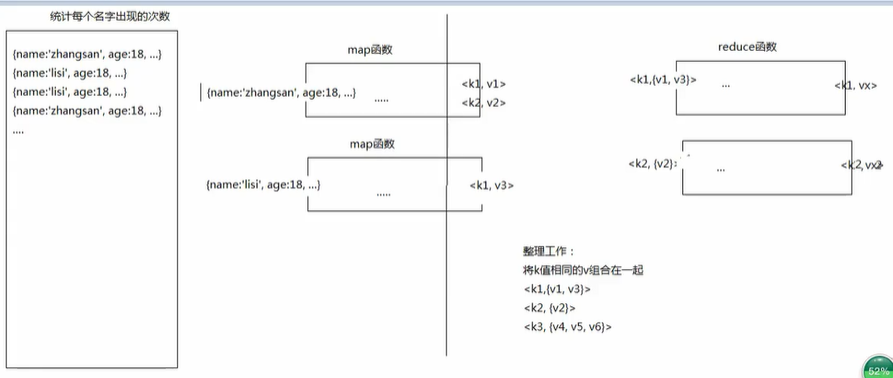 统计每个名字出现的次数
{name:'zhangsan', age:18, ...}
{name:'lisi', age:18, ...}
{name:'lisi', age:18, ...}
{name:'zhangsan', age:18, ...}
....
map函数
{name:'zhangsan', age:18, ...}
.....
<k1, v1>
<k2, v2>
map函数
{name:'lisi', age:18, ...}
.....
<k1, v3>
reduce函数
<k1,{v1, v3}>
...
<k1, vx>
<k2, {v2}>
...
<k2, vx2>
整理工作：
将k值相同的v组合在一起
<k1,{v1, v3}>
<k2, {v2}>
<k3, {v4, v5, v6}>
52%